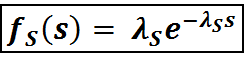 f_S(s) = λ_S e^{-λ_S s}